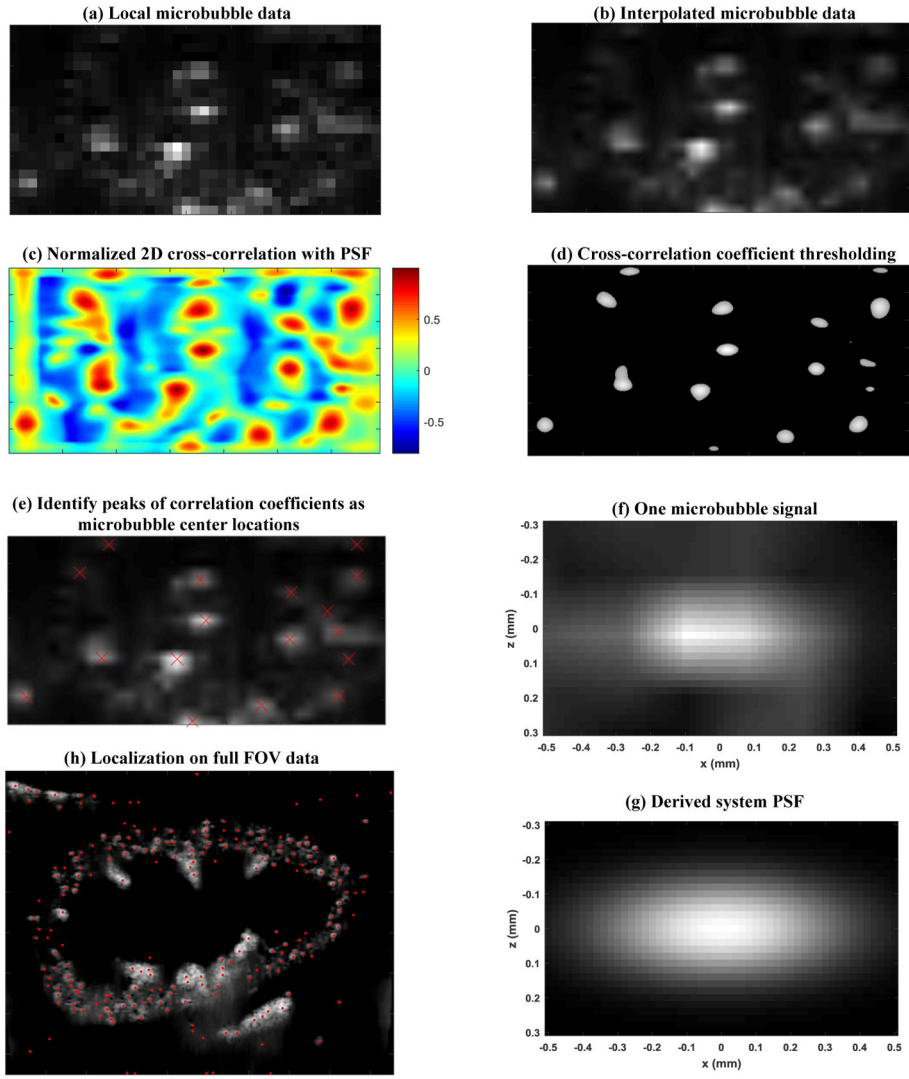 (a) Local microbubble data
(b) Interpolated microbubble data
(c) Normalized 2D cross-correlation with PSF
0.5
0
-0.5
(d) Cross-correlation coefficient thresholding
(e) Identify peaks of correlation coefficients as
microbubble center locations
(f) One microbubble signal
-0.3
-0.2
-0.1
0
0.1
0.2
0.3
z (mm)
-0.5 -0.4 -0.3 -0.2 -0.1 0 0.1 0.2 0.3 0.4 0.5
x (mm)
(h) Localization on full FOV data
(g) Derived system PSF
-0.3
-0.2
-0.1
0
0.1
0.2
0.3
z (mm)
-0.5 -0.4 -0.3 -0.2 -0.1 0 0.1 0.2 0.3 0.4 0.5
x (mm)